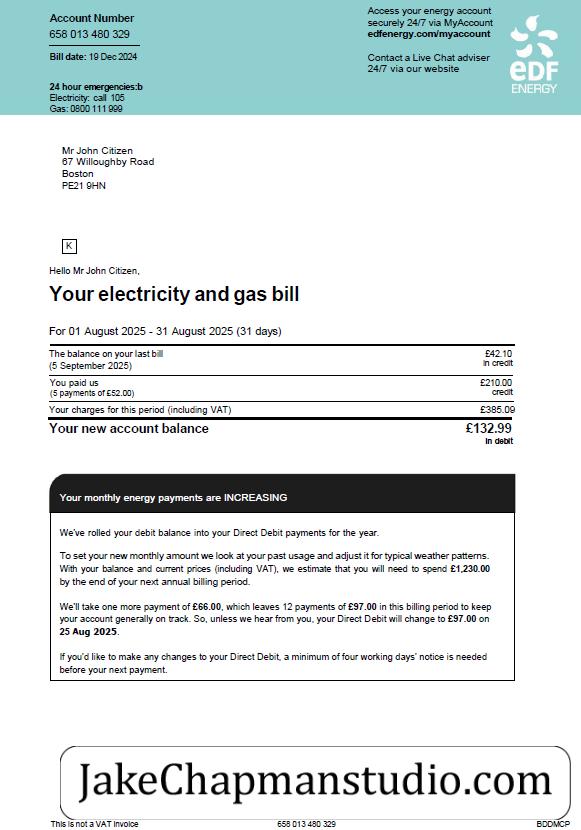 Account Number
658 013 480 329
Bill date: 19 Dec 2024
24 hour emergencies:b
Electricity: call 105
Gas: 0800 111 999
Access your energy account
securely 24/7 via MyAccount
edfenergy.com/myaccount
Contact a Live Chat adviser
24/7 via our website
eDF
ENERGY
Mr John Citizen
67 Willoughby Road
Boston
PE21 9HN
K
Hello Mr John Citizen,
Your electricity and gas bill
For 01 August 2025 - 31 August 2025 (31 days)
The balance on your last bill £42.10
(5 September 2025) in credit
You paid us £210.00
(5 payments of £52.00) credit
Your charges for this period (including VAT) £385.09
Your new account balance £132.99
in debit
Your monthly energy payments are INCREASING
We've rolled your debit balance into your Direct Debit payments for the year.
To set your new monthly amount we look at your past usage and adjust it for typical weather patterns.
With your balance and current prices (including VAT), we estimate that you will need to spend £1,230.00
by the end of your next annual billing period.
We'll take one more payment of £66.00, which leaves 12 payments of £97.00 in this billing period to keep
your account generally on track. So, unless we hear from you, your Direct Debit will change to £97.00 on
25 Aug 2025.
If you'd like to make any changes to your Direct Debit, a minimum of four working days' notice is needed
before your next payment.
JakeChapmanstudio.com
This is not a VAT invoice 658 013 480 329 BDDMCP